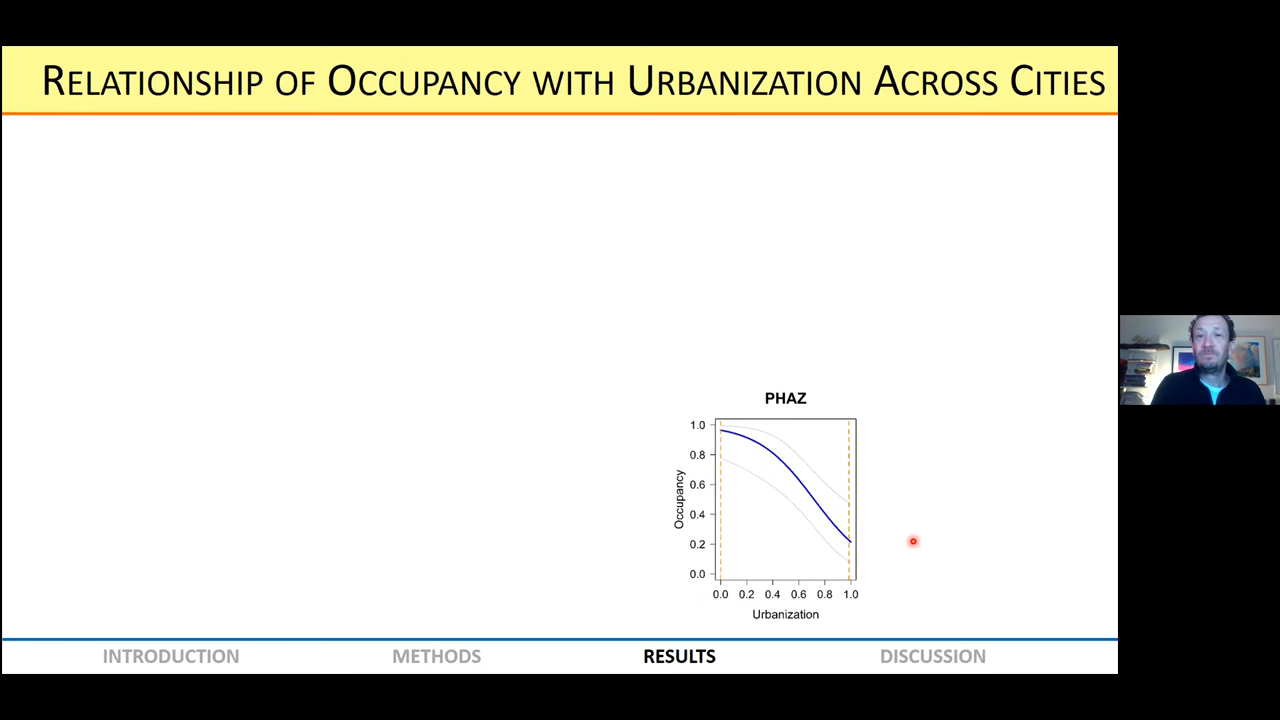 RELATIONSHIP OF OCCUPANCY WITH URBANIZATION ACROSS CITIES
PHAZ
Occupancy
1.0
0.8
0.6
0.4
0.2
0.0
0.0 0.2 0.4 0.6 0.8 1.0
Urbanization
INTRODUCTION METHODS RESULTS DISCUSSION